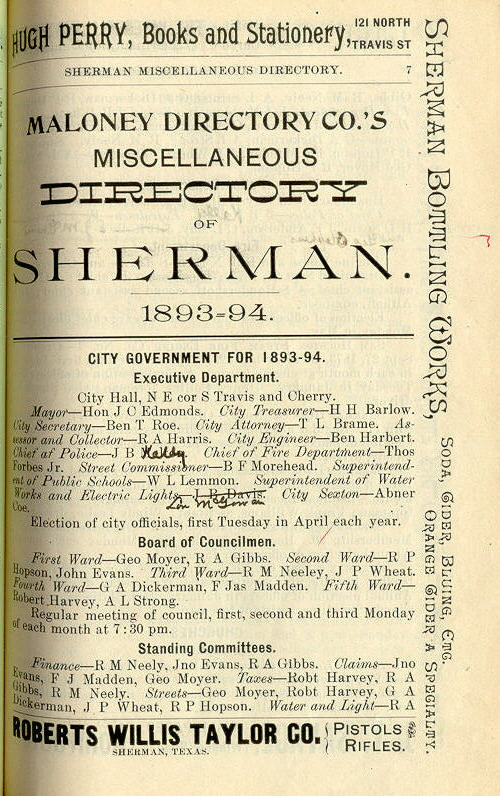 HUGH PERRY, Books and Stationery, 121 NORTH TRAVIS ST
SHERMAN MISCELLANEOUS DIRECTORY. 7
MALONEY DIRECTORY CO.'S
MISCELLANEOUS
DIRECTORY
OF
SHERMAN.
1893-94.
CITY GOVERNMENT FOR 1893-94.
Executive Department.
City Hall, N E cor S Travis and Cherry.
Mayor—Hon J C Edmonds. City Treasurer—H H Barlow.
City Secretary—Ben T Roe. City Attorney—T L Brame. As-
sessor and Collector—R A Harris. City Engineer—Ben Harbert.
Chief of Police—J B Kelly. Chief of Fire Department—Thos
Forbes Jr. Street Commissioner—B F Morehead. Superintend-
ent of Public Schools—W L Lemmon. Superintendent of Water
Works and Electric Lights—J B Davis. City Sexton—Abner
Lon McGowan
Coe.
Election of city officials, first Tuesday in April each year.
Board of Councilmen.
First Ward—Geo Moyer, R A Gibbs. Second Ward—R P
Hopson, John Evans. Third Ward—R M Neeley, J P Wheat.
Fourth Ward—G A Dickerman, F Jas Madden. Fifth Ward—
Robert Harvey, A L Strong.
Regular meeting of council, first, second and third Monday
of each month at 7:30 pm.
Standing Committees.
Finance—R M Neely, Jno Evans, R A Gibbs. Claims—Jno
Evans, F J Madden, Geo Moyer. Taxes—Robt Harvey, R A
Gibbs, R M Neely. Streets—Geo Moyer, Robt Harvey, G A
Dickerman, J P Wheat, R P Hopson. Water and Light—R A
ROBERTS WILLIS TAYLOR CO. PISTOLS &
RIFLES.
SHERMAN, TEXAS.
SHERMAN BOTTLING WORKS,
SODA, CIDER, BLUING, ETC.
ORANGE CIDER A SPECIALTY.